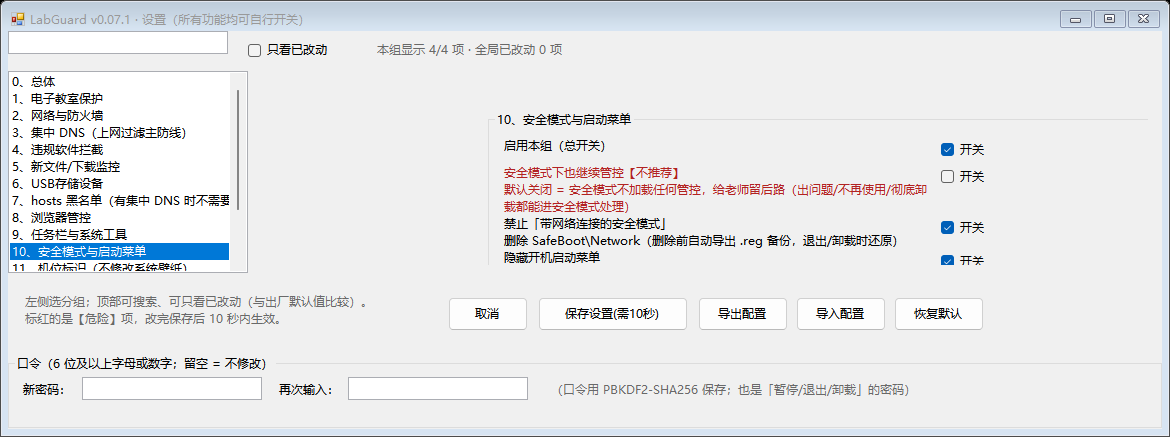 LabGuard v0.07.1 · 设置（所有功能均可自行开关）
只看已改动
本组显示 4/4 项 · 全局已改动 0 项
0、总体
1、电子教室保护
2、网络与防火墙
3、集中 DNS（上网过滤主防线）
4、违规软件拦截
5、新文件/下载监控
6、USB存储设备
7、hosts 黑名单（有集中 DNS 时不需要
8、浏览器管控
9、任务栏与系统工具
10、安全模式与启动菜单
11、机位标识（不修改系统壁纸）
10、安全模式与启动菜单
启用本组（总开关）
开关
安全模式下也继续管控【不推荐】
开关
默认关闭 = 安全模式不加载任何管控，给老师留后路（出问题/不再使用/彻底卸
载都能进安全模式处理）
禁止「带网络连接的安全模式」
开关
删除 SafeBoot\Network（删除前自动导出 .reg 备份，退出/卸载时还原）
隐藏开机启动菜单
开关
左侧选分组；顶部可搜索、可只看已改动（与出厂默认值比较）。
标红的是【危险】项，改完保存后 10 秒内生效。
取消
保存设置(需10秒)
导出配置
导入配置
恢复默认
口令（6 位及以上字母或数字；留空 = 不修改）
新密码：
再次输入：
（口令用 PBKDF2-SHA256 保存；也是「暂停/退出/卸载」的密码）